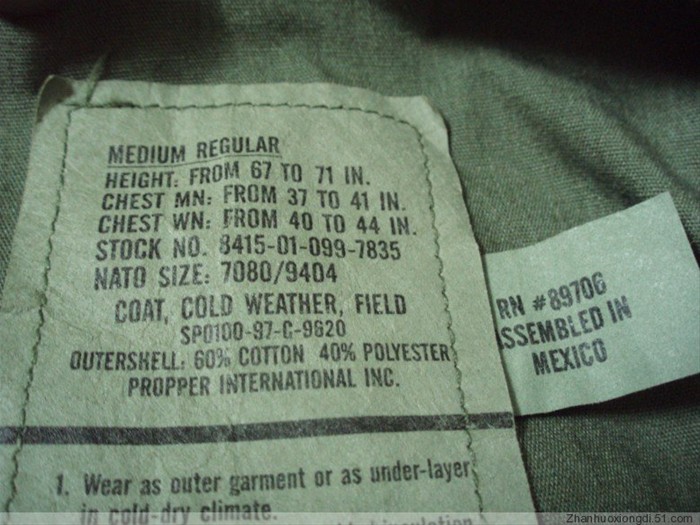 MEDIUM REGULAR
HEIGHT: FROM 67 TO 71 IN.
CHEST MN: FROM 37 TO 41 IN.
CHEST WN: FROM 40 TO 44 IN.
STOCK NO. 8415-01-099-7835
NATO SIZE: 7080/9404
COAT, COLD WEATHER, FIELD
SP0100-97-C-9620
OUTERSHELL: 60% COTTON 40% POLYESTER
PROPPER INTERNATIONAL INC.
1. Wear as outer garment or as under-layer
in cold-dry climate.
insulation
RN #89706
SSEMBLED IN
MEXICO
Zhanhuoxiongdi.51.com